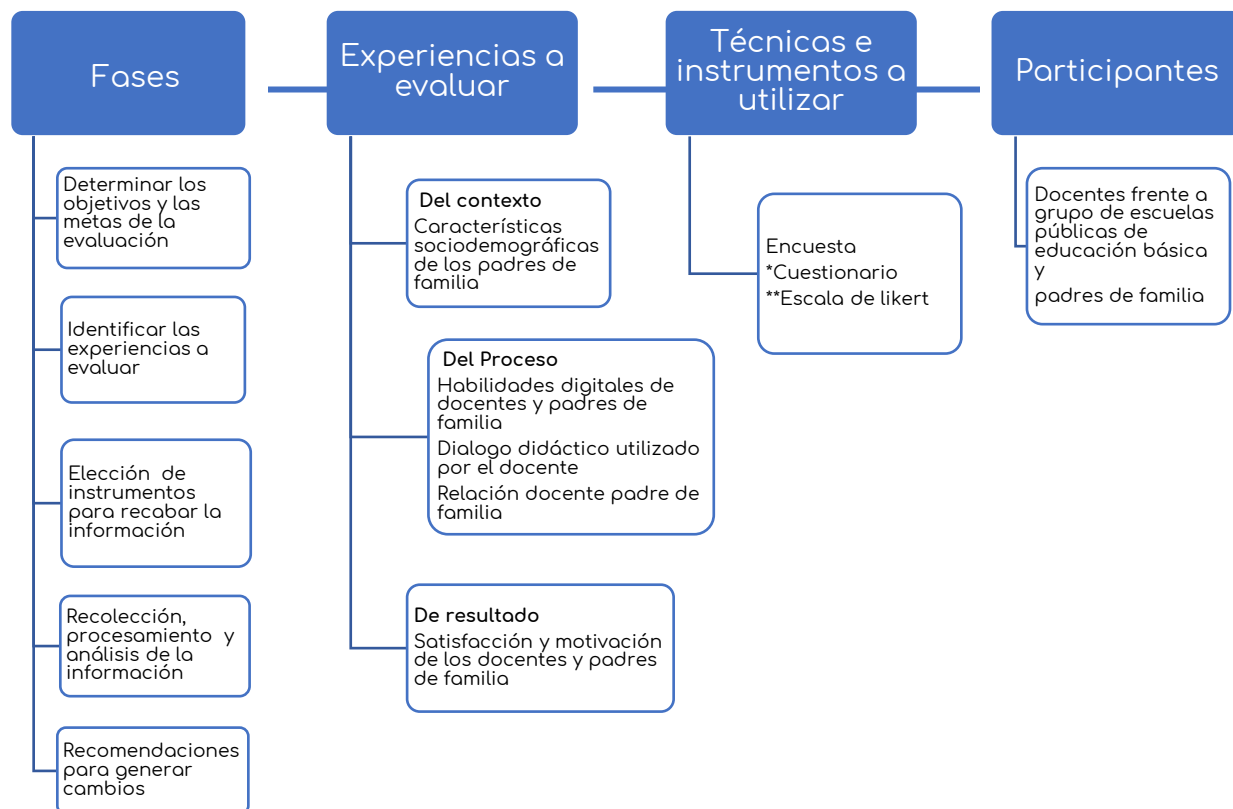 Fases
Determinar los
objetivos y las
metas de la
evaluación
Identificar las
experiencias a
evaluar
Elección de
instrumentos
para recabar la
información
Recolección,
procesamiento y
análisis de la
información
Recomendaciones
para generar
cambios
Experiencias a
evaluar
Del contexto
Características
sociodemográficas
de los padres de
familia
Del Proceso
Habilidades digitales de
docentes y padres de
familia
Dialogo didáctico utilizado
por el docente
Relación docente padre de
familia
De resultado
Satisfacción y motivación
de los docentes y padres
de familia
Técnicas e
instrumentos a
utilizar
Encuesta
*Cuestionario
**Escala de likert
Participantes
Docentes frente a
grupo de escuelas
públicas de
educación básica
y
padres de familia